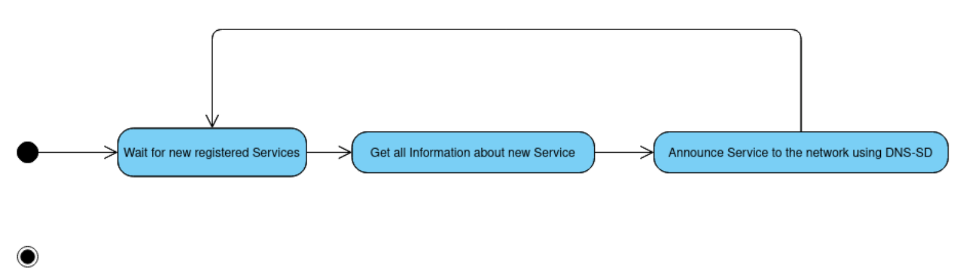 Wait for new registered Services
Get all Information about new Service
Announce Service to the network using DNS-SD